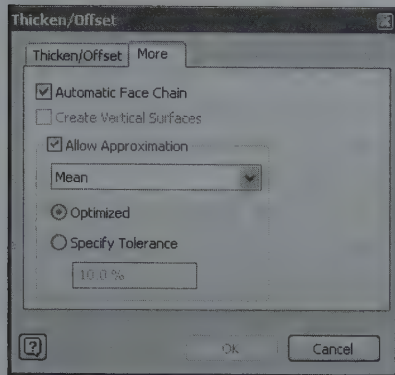 Thicken/Offset
Thicken/Offset More
Automatic Face Chain
Create Vertical Surfaces
Allow Approximation
Mean
Optimized
Specify Tolerance
10.0 %
?
OK Cancel